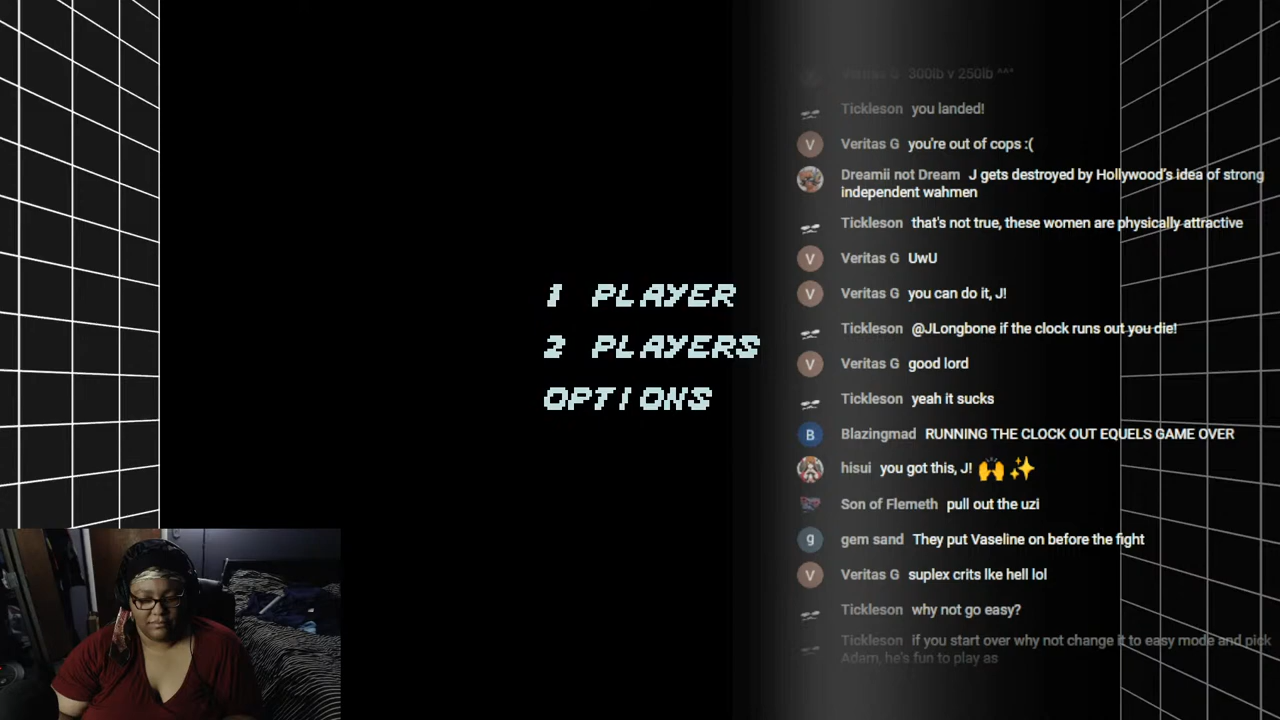 1 PLAYER
2 PLAYERS
OPTIONS
Veritas G 300lb v 250lb ^^^
Tickleson you landed!
V Veritas G you're out of cops :(
Dreamii not Dream J gets destroyed by Hollywood's idea of strong
independent wahmen
Tickleson that's not true, these women are physically attractive
V Veritas G UwU
V Veritas G you can do it, J!
Tickleson @JLongbone if the clock runs out you die!
V Veritas G good lord
Tickleson yeah it sucks
B Blazingmad RUNNING THE CLOCK OUT EQUELS GAME OVER
hisui you got this, J! 🙌✨
Son of Flemeth pull out the uzi
g gem sand They put Vaseline on before the fight
V Veritas G suplex crits lke hell lol
Tickleson why not go easy?
Tickleson if you start over why not change it to easy mode and pick
Adam, he's fun to play as